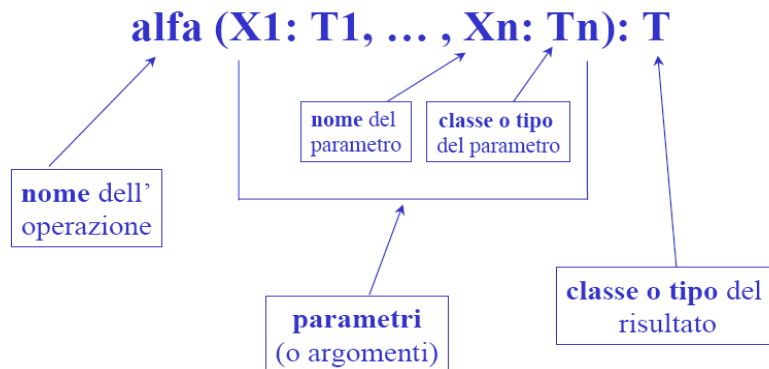 alfa (X1: T1, … , Xn: Tn): T
nome del
parametro
classe o tipo
del parametro
nome dell’
operazione
parametri
(o argomenti)
classe o tipo del
risultato